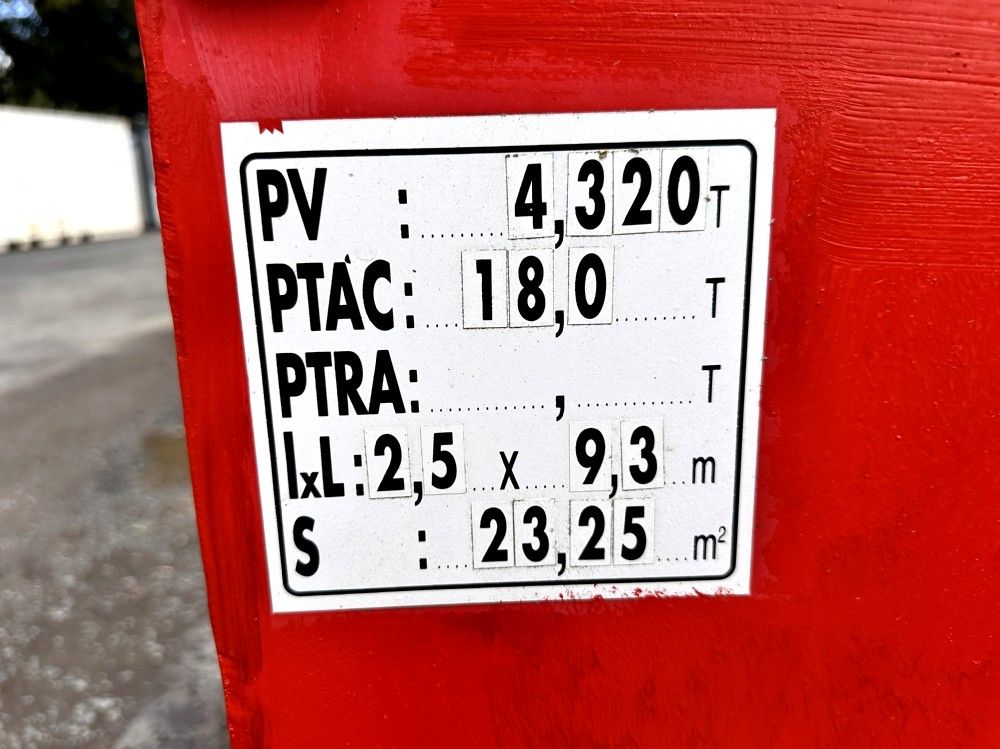 PV : ........ 4,320 T
PTAC : .... 18,0 ........ T
PTRA : ............ , ............ T
lxL : 2,5 ... x ..... 9,3 .. m
S : .... 23,25 .... m²